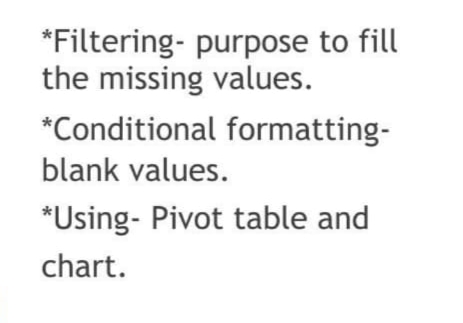 *Filtering- purpose to fill
the missing values.
*Conditional formatting-
blank values.
*Using- Pivot table and
chart.